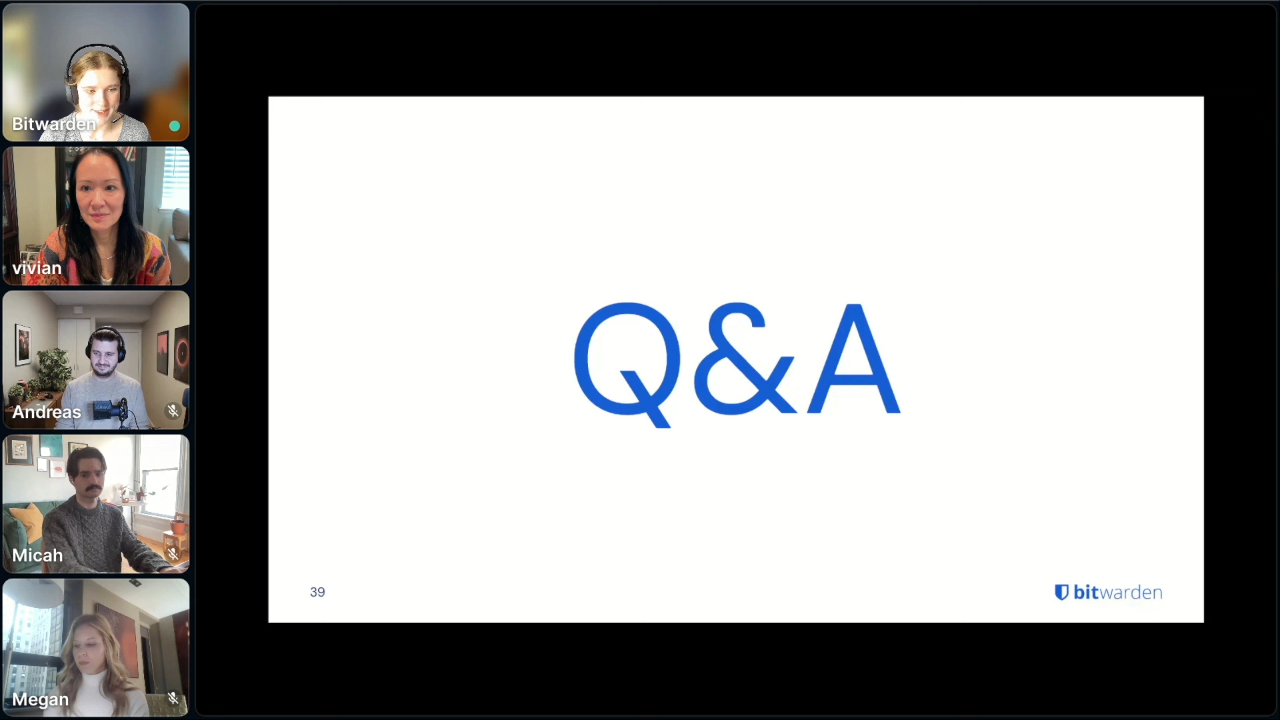 Bitwarden
vivian
Andreas
Micah
Megan
Q&A
39
bitwarden